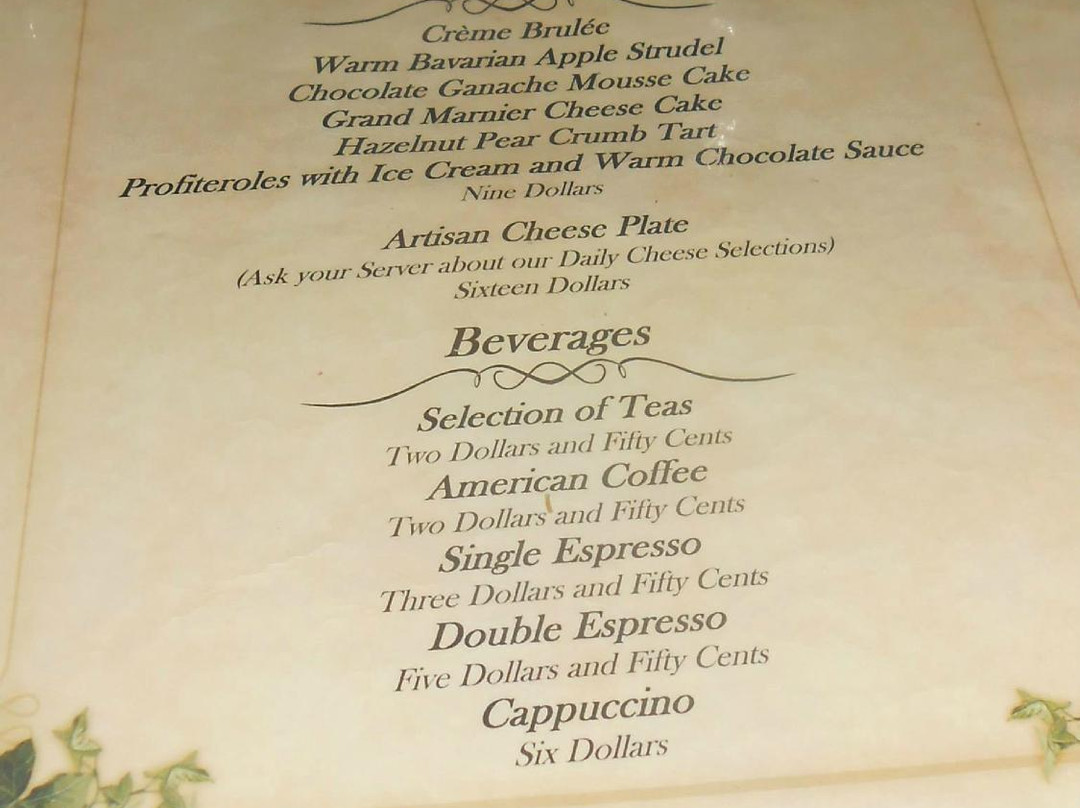 Crème Brulée
Warm Bavarian Apple Strudel
Chocolate Ganache Mousse Cake
Grand Marnier Cheese Cake
Hazelnut Pear Crumb Tart
Profiteroles with Ice Cream and Warm Chocolate Sauce
Nine Dollars
Artisan Cheese Plate
(Ask your Server about our Daily Cheese Selections)
Sixteen Dollars
Beverages
Selection of Teas
Two Dollars and Fifty Cents
American Coffee
Two Dollars and Fifty Cents
Single Espresso
Three Dollars and Fifty Cents
Double Espresso
Five Dollars and Fifty Cents
Cappuccino
Six Dollars